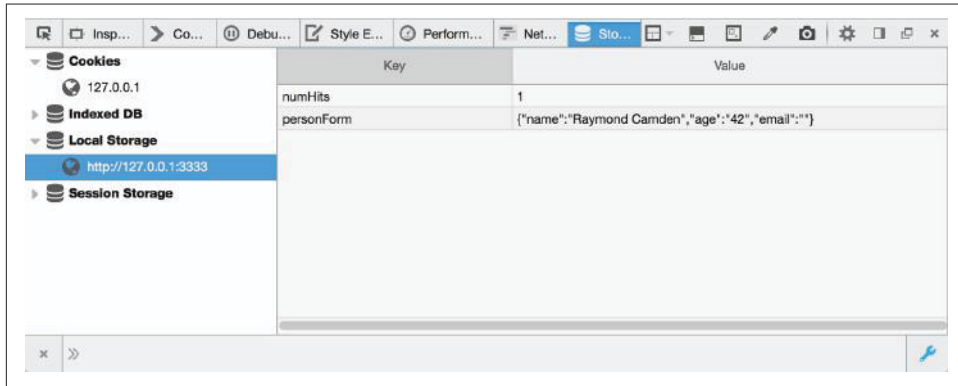 Insp... Co... Debu... Style E... Perform... Net... Sto...
Cookies
127.0.0.1
Indexed DB
Local Storage
http://127.0.0.1:3333
Session Storage
Key Value
numHits 1
personForm {"name":"Raymond Camden","age":"42","email":""}